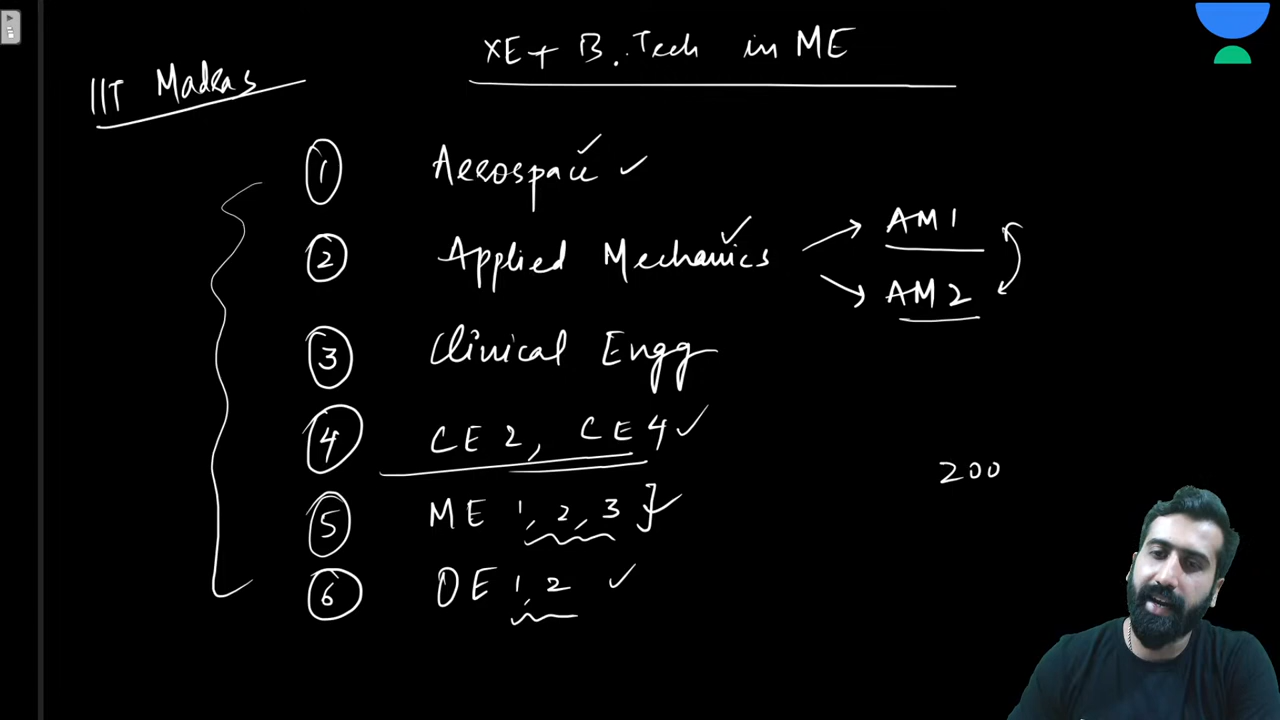 XE + B.Tech in ME
IIT Madras
1 Aerospace
2 Applied Mechanics
AM1
AM2
3 Clinical Engg
4 CE 2, CE 4
5 ME 1, 2, 3
6 OE 1, 2
200